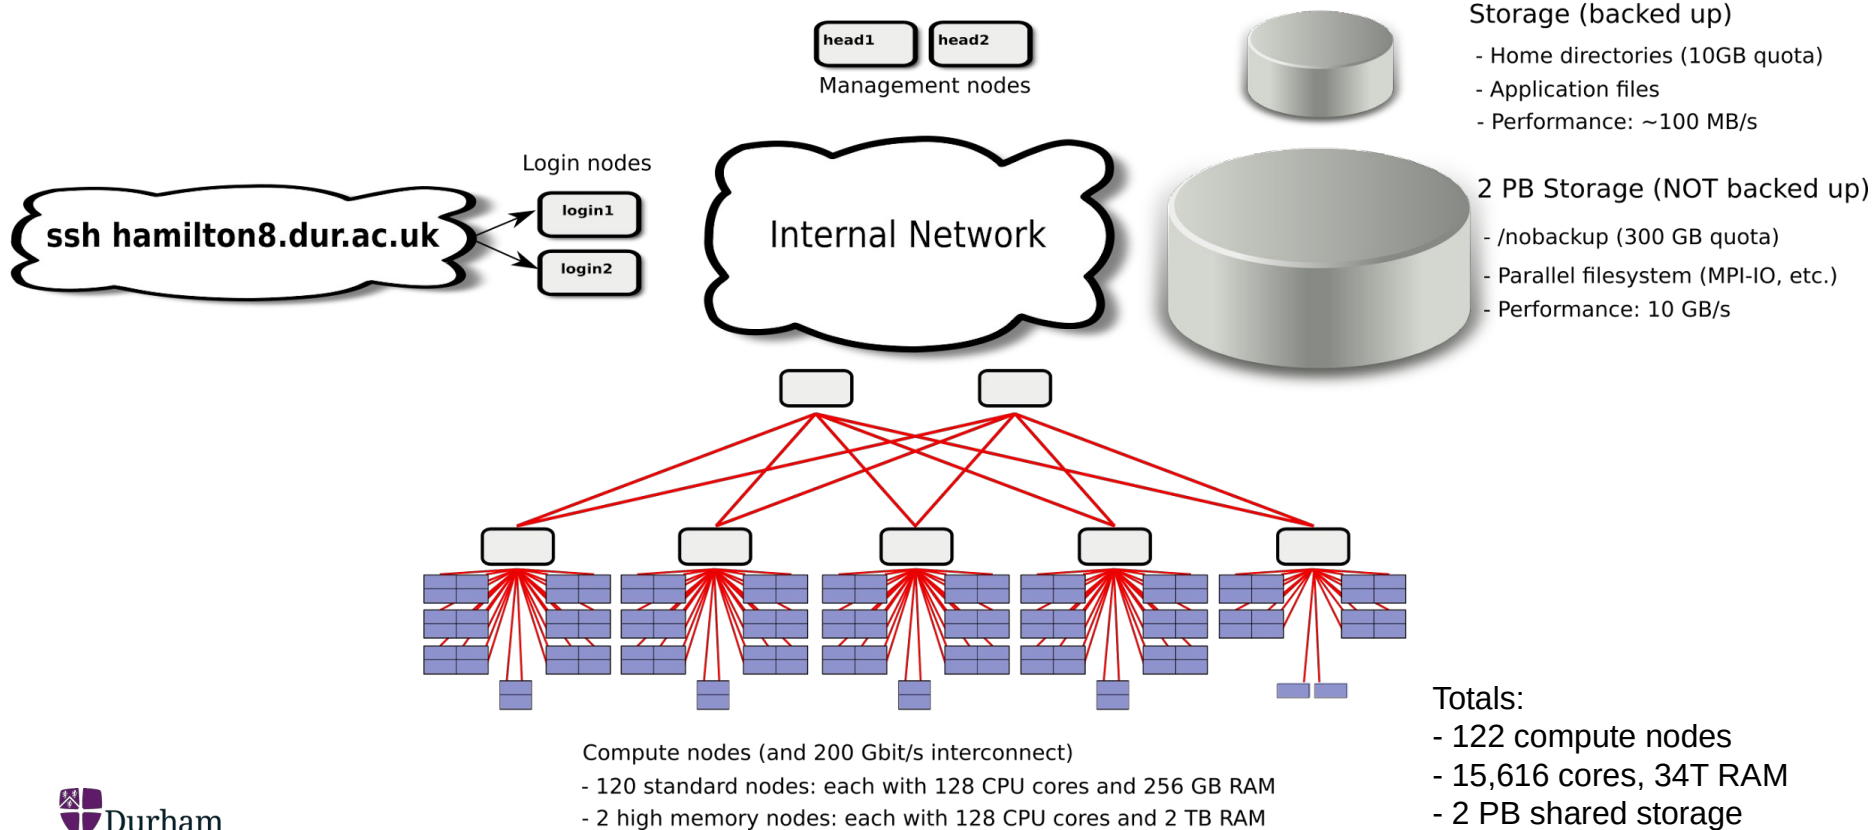 head1
head2
Management nodes
Storage (backed up)
- Home directories (10GB quota)
- Application files
- Performance: ~100 MB/s
Login nodes
login1
login2
ssh hamilton8.dur.ac.uk
Internal Network
2 PB Storage (NOT backed up)
- /nobackup (300 GB quota)
- Parallel filesystem (MPI-IO, etc.)
- Performance: 10 GB/s
Compute nodes (and 200 Gbit/s interconnect)
- 120 standard nodes: each with 128 CPU cores and 256 GB RAM
- 2 high memory nodes: each with 128 CPU cores and 2 TB RAM
Totals:
- 122 compute nodes
- 15,616 cores, 34T RAM
- 2 PB shared storage
Durham